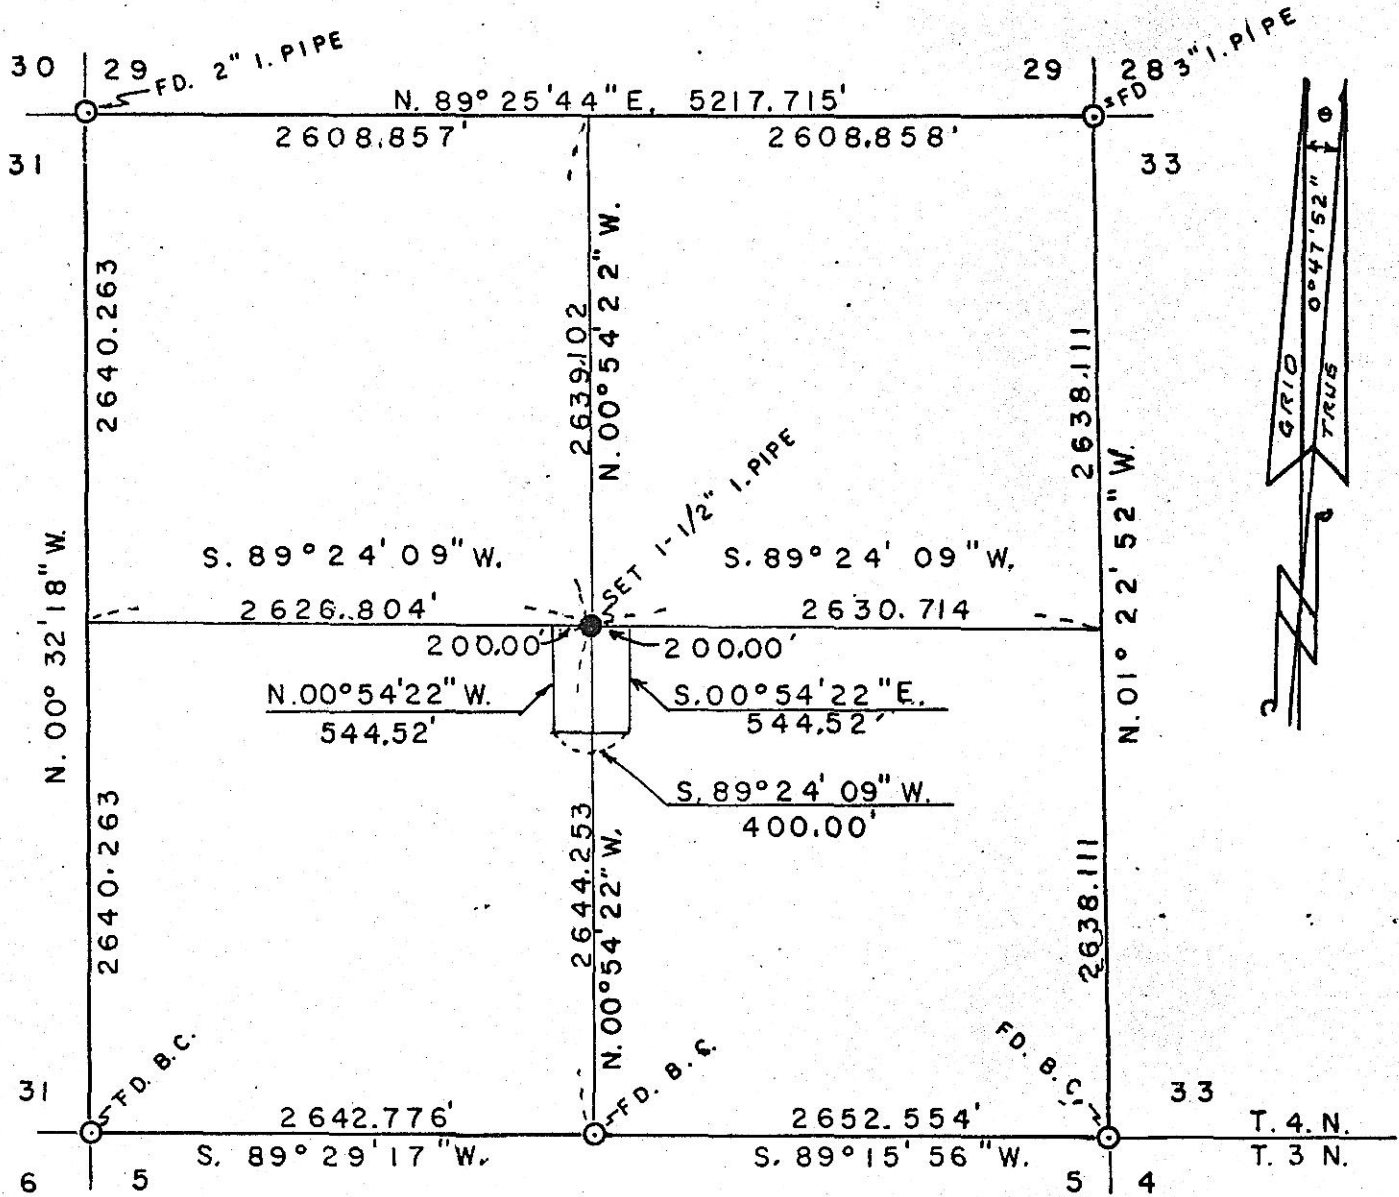 30
29
FD. 2" I. PIPE
29
28
FD 3" I. PIPE
N. 89° 25' 44" E. 5217.715'
2608.857'
2608.858'
31
33
θ
0°47'52"
GRID
TRUE
2640.263
2639.102
N. 00° 54' 22" W.
2638.111
SET 1-1/2" I. PIPE
N. 00° 32' 18" W.
S. 89° 24' 09" W.
S. 89° 24' 09" W.
N. 01° 22' 52" W.
2626.804'
2630.714
200.00'
200.00'
N. 00° 54' 22" W.
544.52'
S. 00° 54' 22" E.
544.52'
S. 89° 24' 09" W.
400.00'
2640.263
2644.253
N. 00° 54' 22" W.
2638.111
FD. B.C.
FD. B.C.
FD. B.C.
31
33
2642.776'
2652.554'
T. 4. N.
S. 89° 29' 17" W.
S. 89° 15' 56" W.
T. 3 N.
6
5
5
4